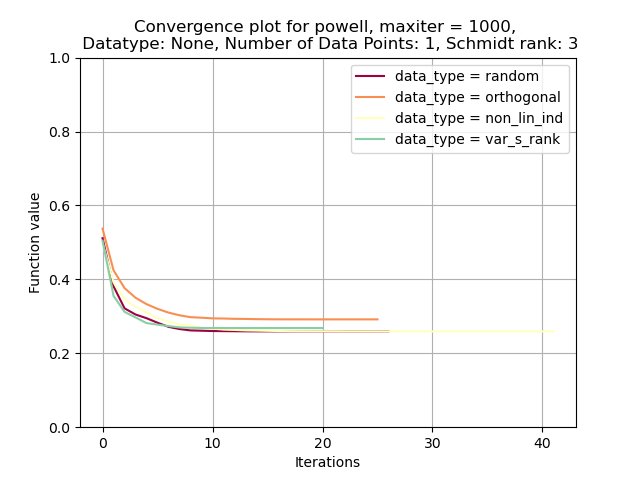 Convergence plot for powell, maxiter = 1000,
Datatype: None, Number of Data Points: 1, Schmidt rank: 3
1.0
0.8
0.6
0.4
0.2
0.0
Function value
data_type = random
data_type = orthogonal
data_type = non_lin_ind
data_type = var_s_rank
0 10 20 30 40
Iterations